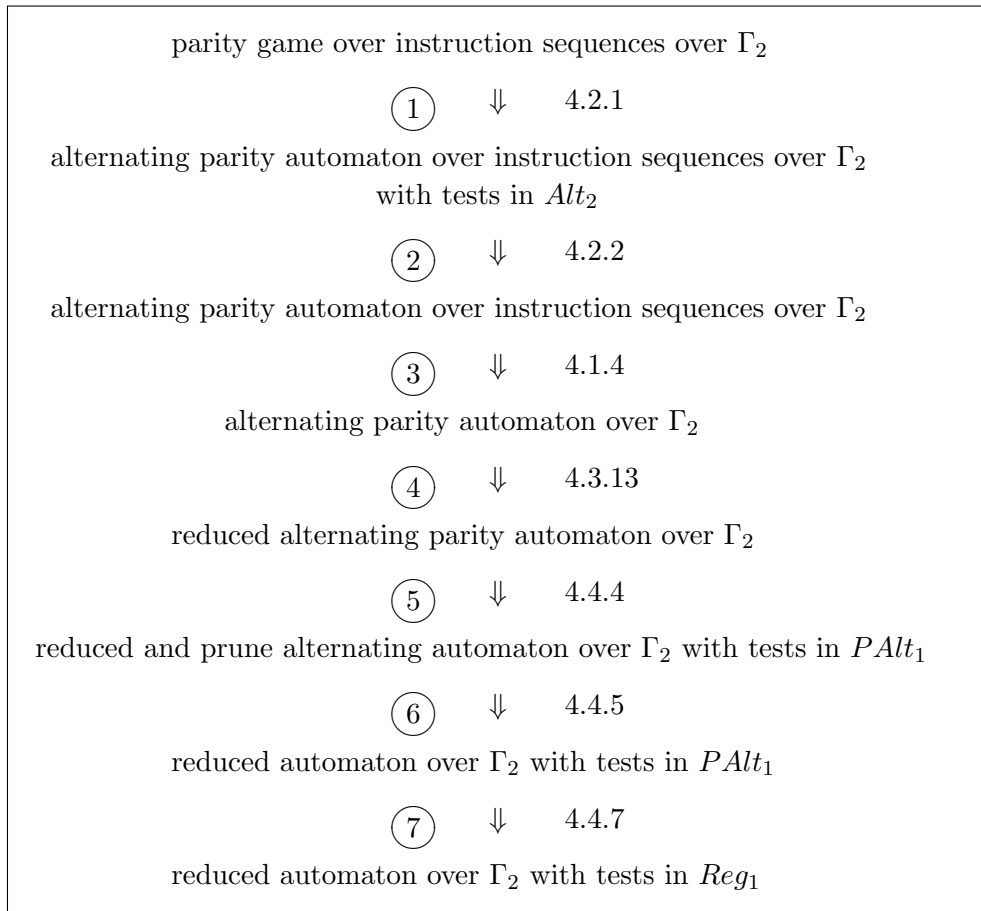 parity game over instruction sequences over Γ₂
① ⇓ 4.2.1
alternating parity automaton over instruction sequences over Γ₂
with tests in Alt₂
② ⇓ 4.2.2
alternating parity automaton over instruction sequences over Γ₂
③ ⇓ 4.1.4
alternating parity automaton over Γ₂
④ ⇓ 4.3.13
reduced alternating parity automaton over Γ₂
⑤ ⇓ 4.4.4
reduced and prune alternating automaton over Γ₂ with tests in PAlt₁
⑥ ⇓ 4.4.5
reduced automaton over Γ₂ with tests in PAlt₁
⑦ ⇓ 4.4.7
reduced automaton over Γ₂ with tests in Reg₁